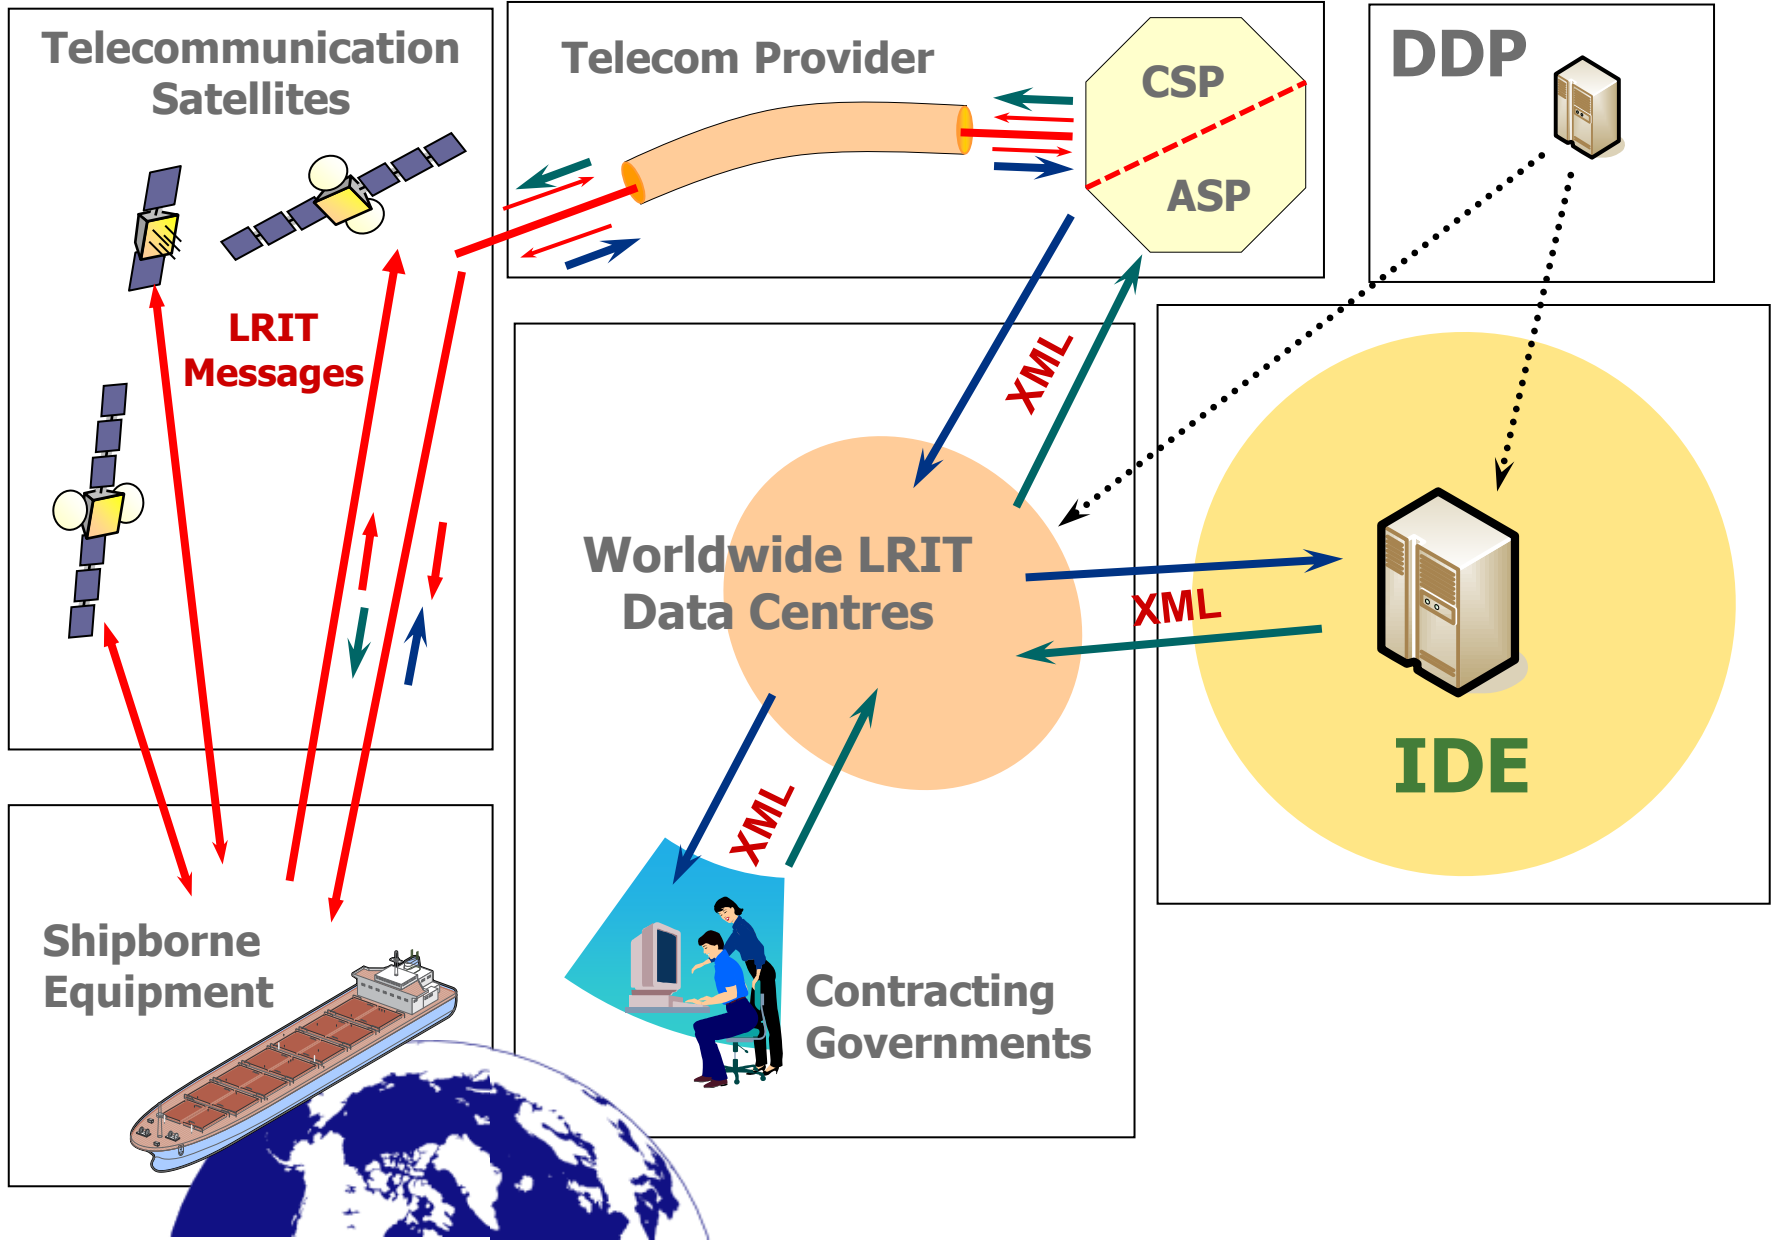 Telecommunication
Satellites
Telecom Provider
CSP
ASP
DDP
LRIT
Messages
XML
Worldwide LRIT
Data Centres
XML
IDE
XML
Shipborne
Equipment
Contracting
Governments